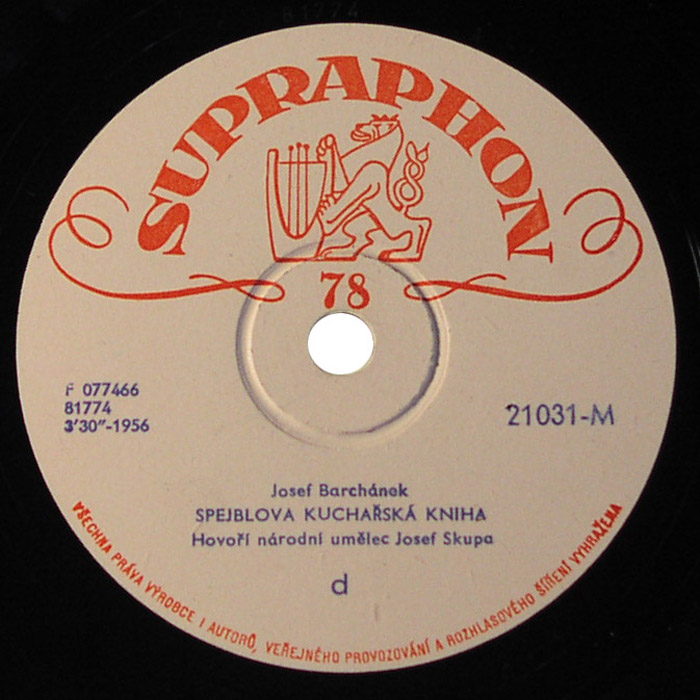 81774
SUPRAPHON
78
F 077466
81774
3'30"-1956
21031-M
Josef Barchánek
SPEJBLOVA KUCHAŘSKÁ KNIHA
Hovoří národní umělec Josef Skupa
d
VŠECHNA PRÁVA VÝROBCE I AUTORŮ, VEŘEJNÉHO PROVOZOVÁNÍ A ROZHLASOVÉHO ŠÍŘENÍ VYHRAŽENA